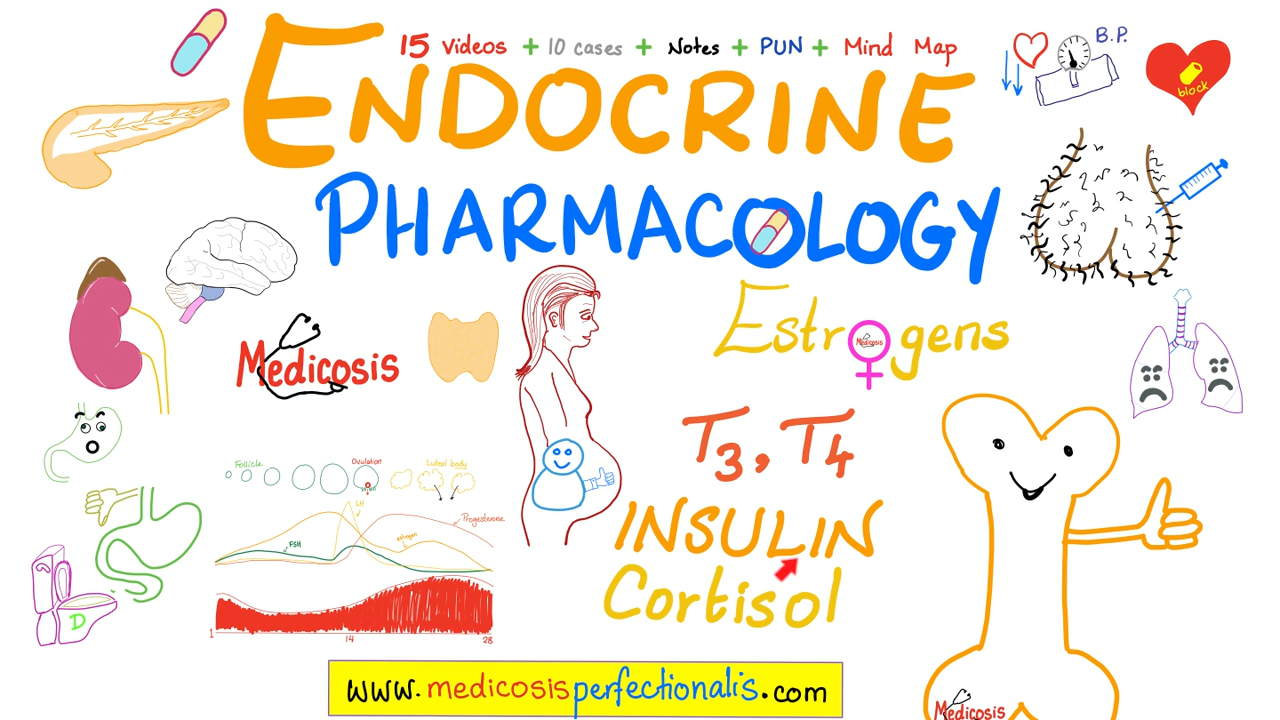 15 Videos + 10 cases + Notes + PUN + Mind Map
B.P.
block
ENDOCRINE
PHARMACOLOGY
Estrogens
Medicosis
Medicosis
T3, T4
INSULIN
Cortisol
Follicle
Ovulation
Luteal body
LH
Progesterone
FSH
estrogen
1
14
28
D
www.medicosisperfectionalis.com
Medicosis